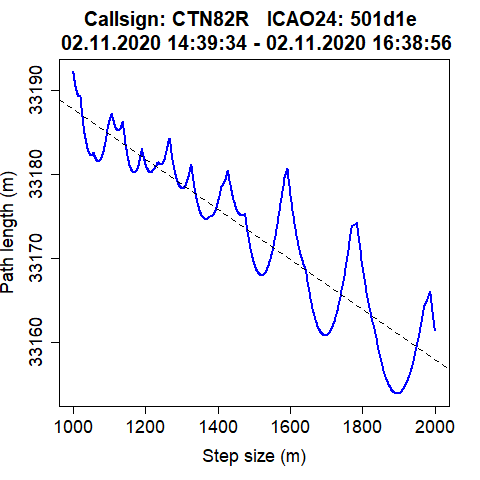 Callsign: CTN82R   ICAO24: 501d1e
02.11.2020 14:39:34 - 02.11.2020 16:38:56
Path length (m)
33190
33180
33170
33160
1000 1200 1400 1600 1800 2000
Step size (m)